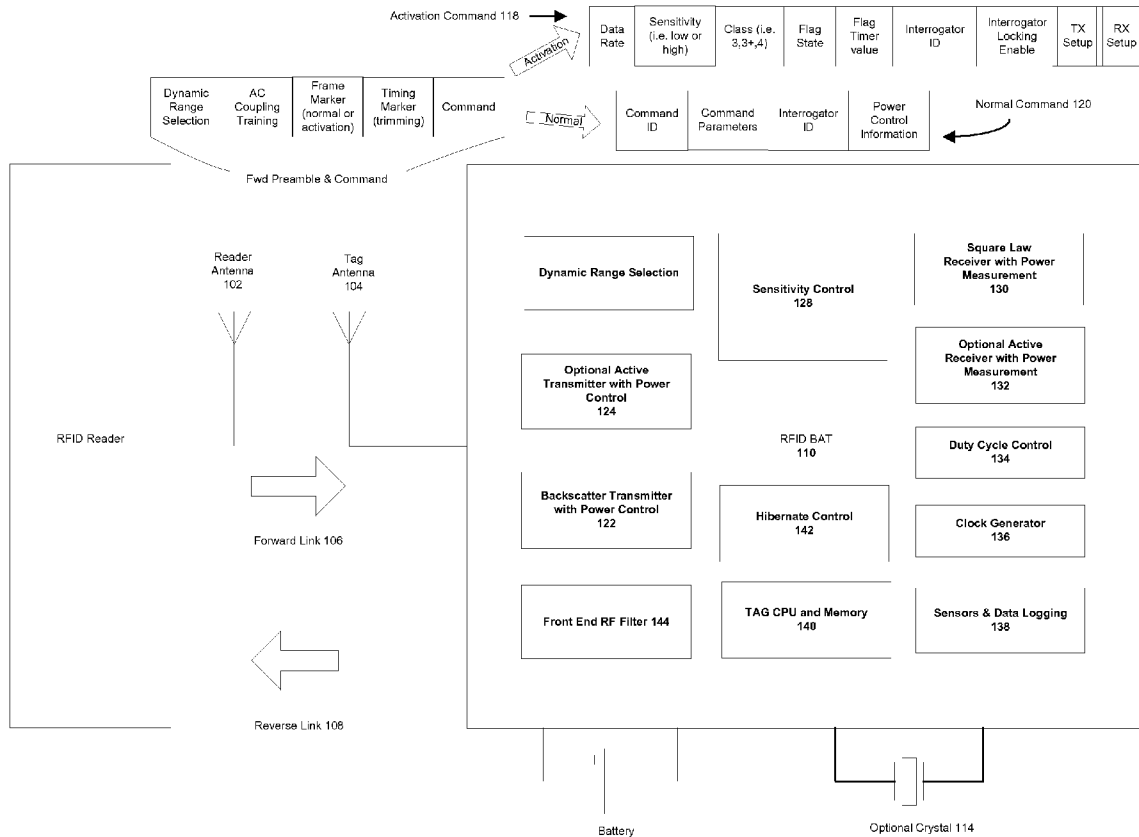 Activation Command 118
Data
Rate
Sensitivity
(i.e. low or
high)
Class (i.e.
3,3+,4)
Flag
State
Flag
Timer
value
Interrogator
ID
Interrogator
Locking
Enable
TX
Setup
RX
Setup
Activation
Dynamic
Range
Selection
AC
Coupling
Training
Frame
Marker
(normal or
activation)
Timing
Marker
(trimming)
Command
Normal
Command
ID
Command
Parameters
Interrogator
ID
Power
Control
Information
Normal Command 120
Fwd Preamble & Command
Reader
Antenna
102
Tag
Antenna
104
RFID Reader
Forward Link 106
Reverse Link 108
Dynamic Range Selection
Sensitivity Control
128
Square Law
Receiver with Power
Measurement
130
Optional Active
Transmitter with Power
Control
124
Optional Active
Receiver with Power
Measurement
132
RFID BAT
110
Duty Cycle Control
134
Backscatter Transmitter
with Power Control
122
Hibernate Control
142
Clock Generator
136
Front End RF Filter 144
TAG CPU and Memory
140
Sensors & Data Logging
138
Battery
Optional Crystal 114